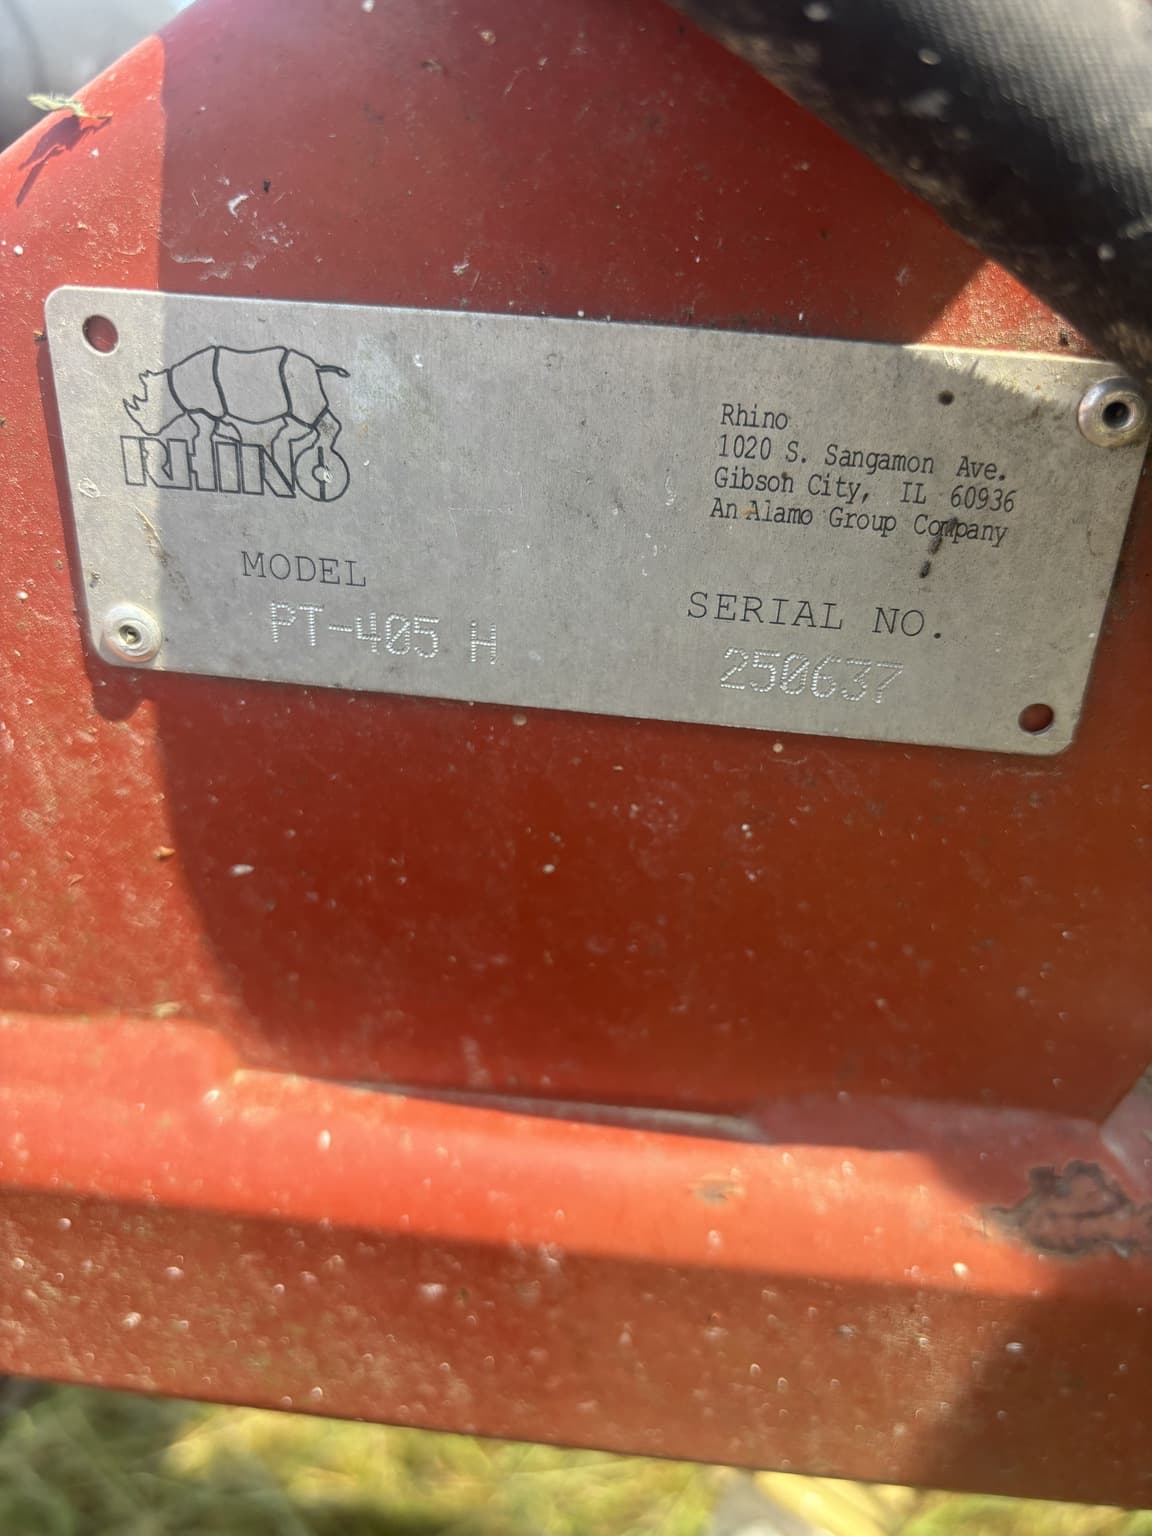 RHINO
Rhino
1020 S. Sangamon Ave.
Gibson City, IL 60936
An Alamo Group Company
MODEL
PT-405 H
SERIAL NO.
250637